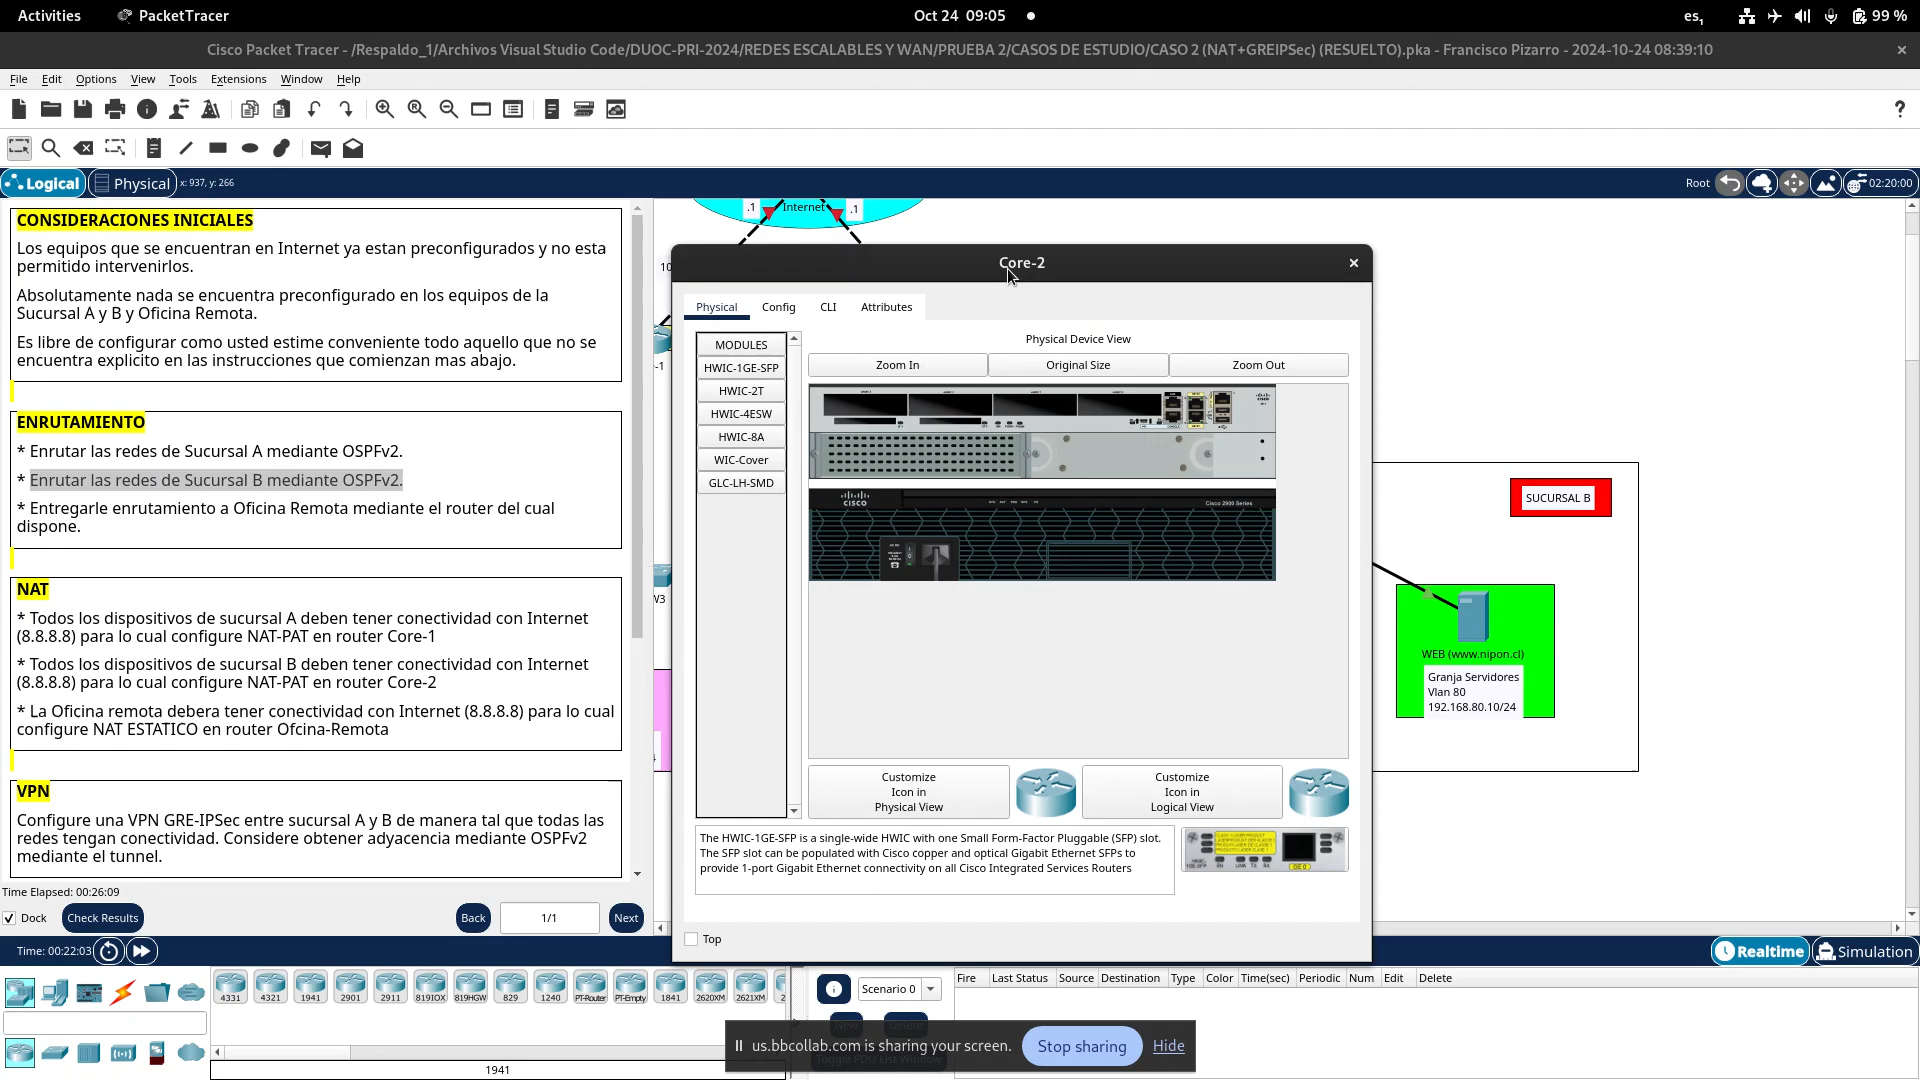 Activities
PacketTracer
Oct 24 09:05
es1
99 %
Cisco Packet Tracer - /Respaldo_1/Archivos Visual Studio Code/DUOC-PRI-2024/REDES ESCALABLES Y WAN/PRUEBA 2/CASOS DE ESTUDIO/CASO 2 (NAT+GREIPSec) (RESUELTO).pka - Francisco Pizarro - 2024-10-24 08:39:10
File Edit Options View Tools Extensions Window Help
Logical
Physical
x: 937, y: 266
Root
02:20:00
CONSIDERACIONES INICIALES
Los equipos que se encuentran en Internet ya estan preconfigurados y no esta
permitido intervenirlos.
Absolutamente nada se encuentra preconfigurado en los equipos de la
Sucursal A y B y Oficina Remota.
Es libre de configurar como usted estime conveniente todo aquello que no se
encuentra explicito en las instrucciones que comienzan mas abajo.
ENRUTAMIENTO
* Enrutar las redes de Sucursal A mediante OSPFv2.
* Enrutar las redes de Sucursal B mediante OSPFv2.
* Entregarle enrutamiento a Oficina Remota mediante el router del cual
dispone.
NAT
* Todos los dispositivos de sucursal A deben tener conectividad con Internet
(8.8.8.8) para lo cual configure NAT-PAT en router Core-1
* Todos los dispositivos de sucursal B deben tener conectividad con Internet
(8.8.8.8) para lo cual configure NAT-PAT en router Core-2
* La Oficina remota debera tener conectividad con Internet (8.8.8.8) para lo cual
configure NAT ESTATICO en router Ofcina-Remota
VPN
Configure una VPN GRE-IPSec entre sucursal A y B de manera tal que todas las
redes tengan conectividad. Considere obtener adyacencia mediante OSPFv2
mediante el tunnel.
Time Elapsed: 00:26:09
Dock
Check Results
Back
1/1
Next
.1
Internet
.1
10
-1
W3
Core-2
Physical
Config
CLI
Attributes
MODULES
HWIC-1GE-SFP
HWIC-2T
HWIC-4ESW
HWIC-8A
WIC-Cover
GLC-LH-SMD
Physical Device View
Zoom In
Original Size
Zoom Out
CISCO
Cisco 2900 Series
Customize
Icon in
Physical View
Customize
Icon in
Logical View
The HWIC-1GE-SFP is a single-wide HWIC with one Small Form-Factor Pluggable (SFP) slot.
The SFP slot can be populated with Cisco copper and optical Gigabit Ethernet SFPs to
provide 1-port Gigabit Ethernet connectivity on all Cisco Integrated Services Routers
Top
SUCURSAL B
WEB (www.nipon.cl)
Granja Servidores
Vlan 80
192.168.80.10/24
Time: 00:22:03
Realtime
Simulation
4331
4321
1941
2901
2911
819IOX
819HGW
829
1240
PT-Router
PT-Empty
1841
2620XM
2621XM
2
1941
Scenario 0
New
Delete
Toggle PDU List Window
Fire
Last Status
Source
Destination
Type
Color
Time(sec)
Periodic
Num
Edit
Delete
us.bbcollab.com is sharing your screen.
Stop sharing
Hide